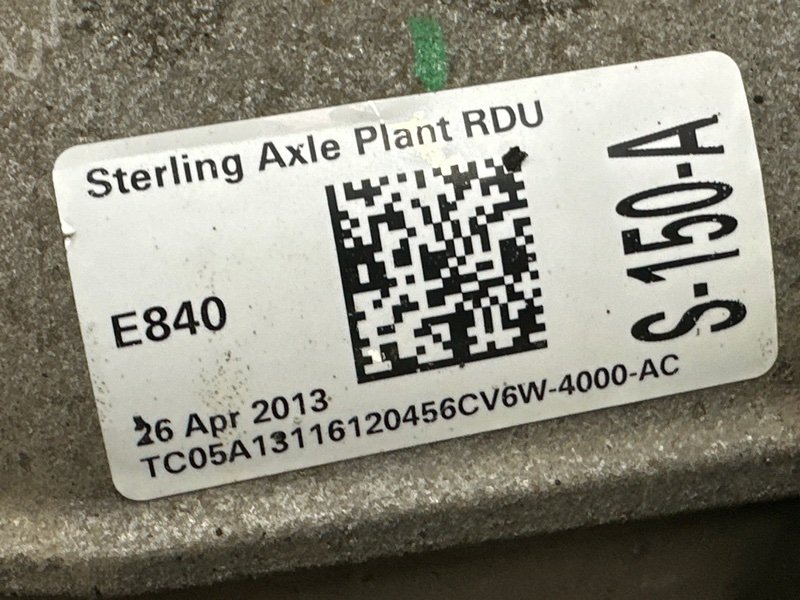 Sterling Axle Plant RDU
E840
S-150-A
26 Apr 2013
TC05A13116120456CV6W-4000-AC